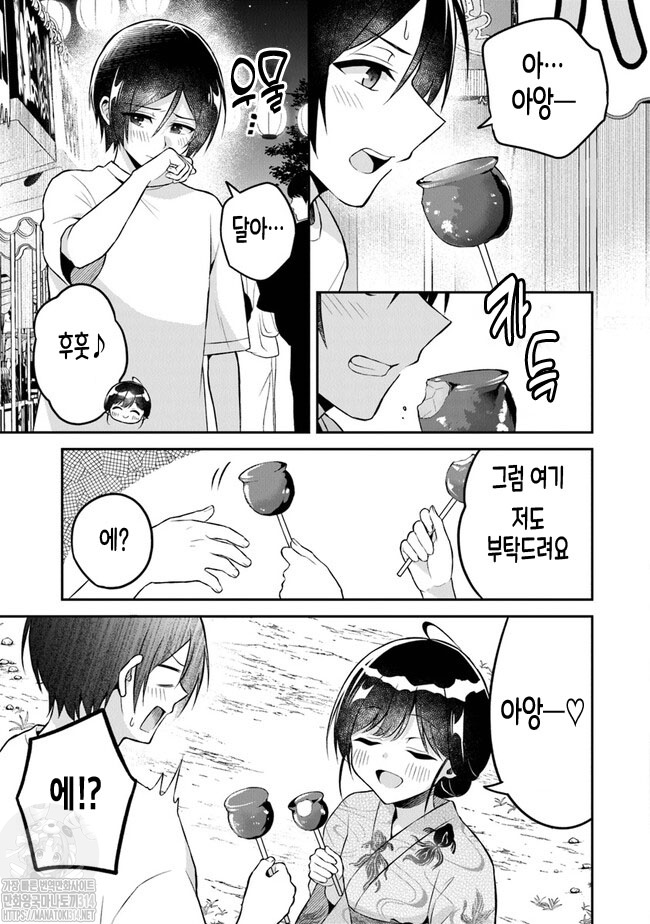 아…
아앙—
카득
우물…
달아…
후훗♪
그럼 여기
저도
부탁드려요
에?
아앙—♡
에!?
가장 빠른 번역만화사이트
만화왕국마나토끼314
HTTPS://MANATOKI314.NET